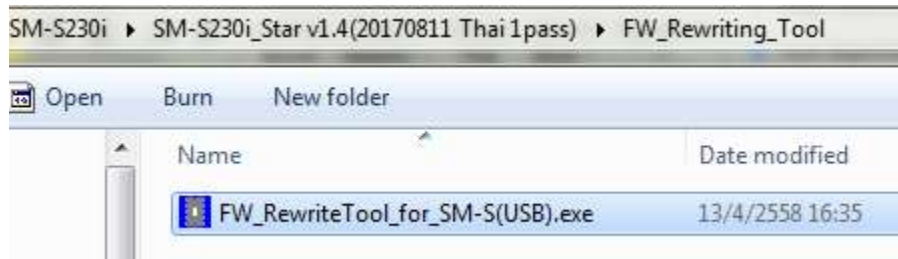 SM-S230i ▸ SM-S230i_Star v1.4(20170811 Thai 1pass) ▸ FW_Rewriting_Tool
Open Burn New folder
Name Date modified
FW_RewriteTool_for_SM-S(USB).exe 13/4/2558 16:35